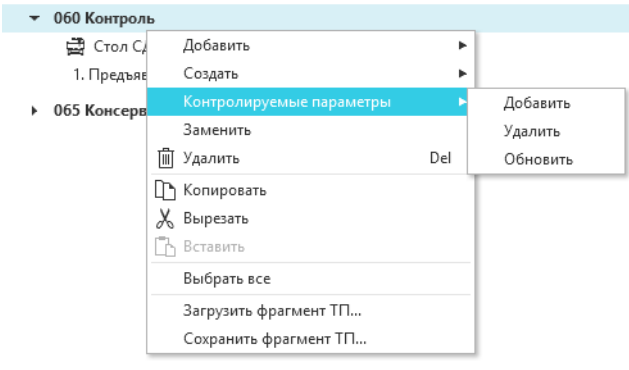 060 Контроль
Стол СД
1. Предъяв
065 Консерв
Добавить
Создать
Контролируемые параметры
Заменить
Удалить Del
Копировать
Вырезать
Вставить
Выбрать все
Загрузить фрагмент ТП...
Сохранить фрагмент ТП...
Добавить
Удалить
Обновить